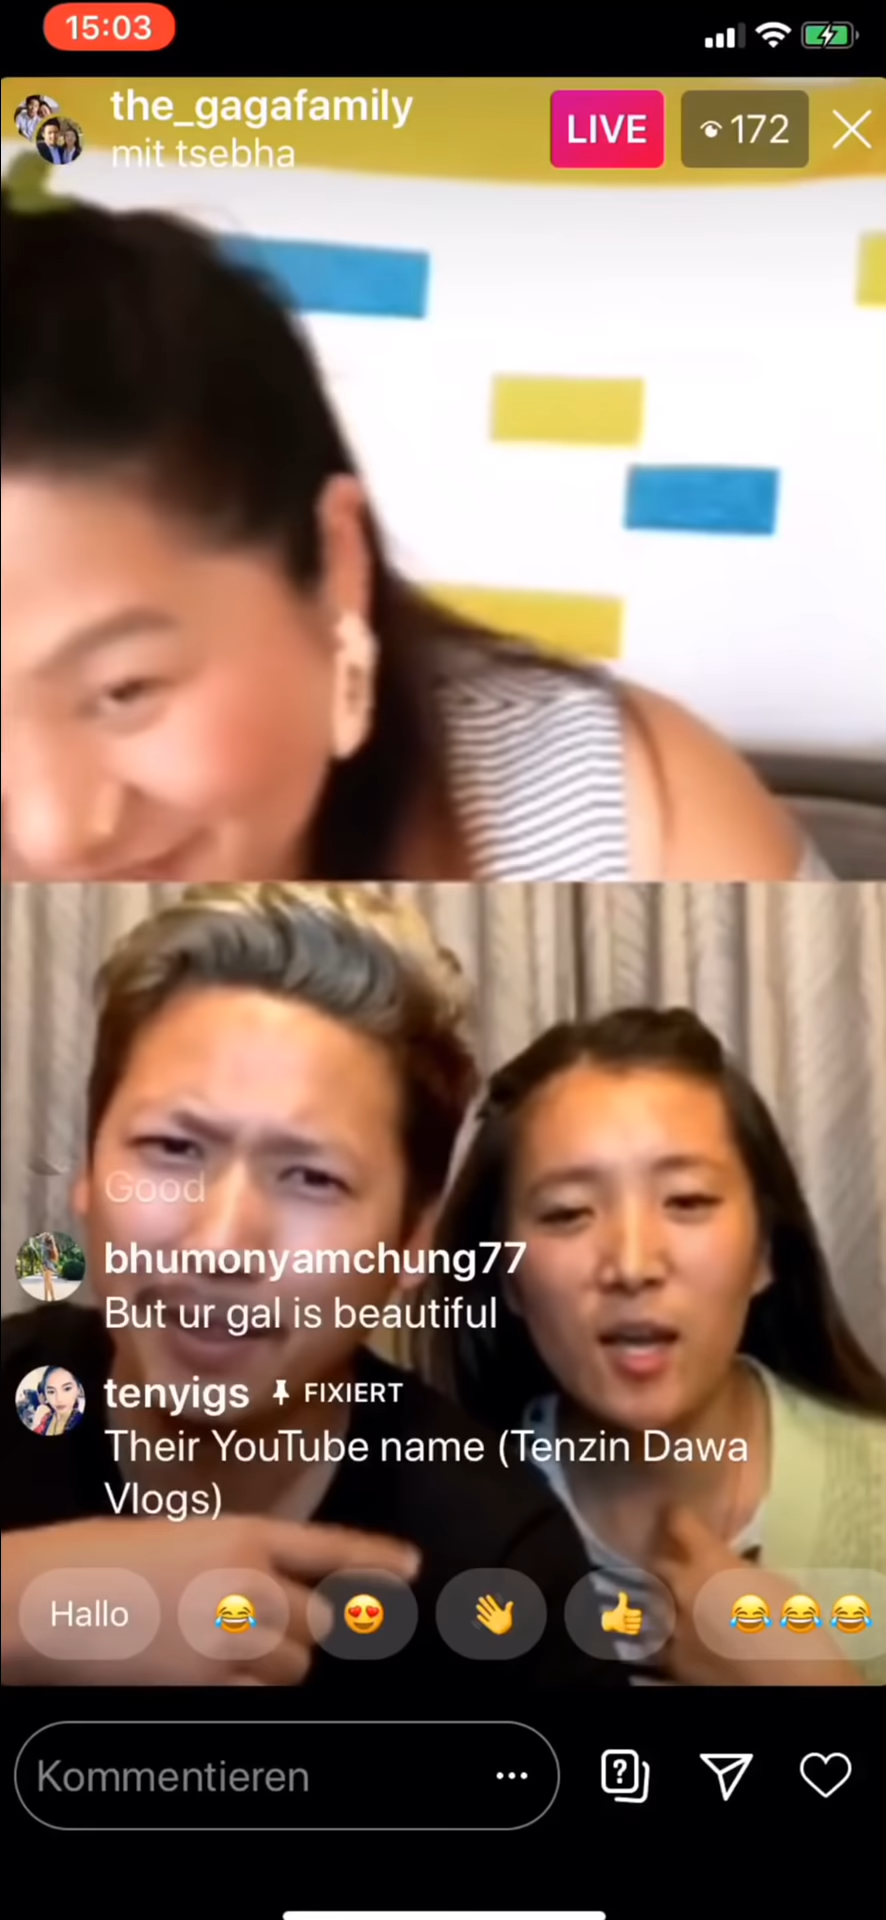 15:03
the_gagafamily
mit tsebha
LIVE
172
Good
bhumonyamchung77
But ur gal is beautiful
tenyigs FIXIERT
Their YouTube name (Tenzin Dawa
Vlogs)
Hallo
Kommentieren